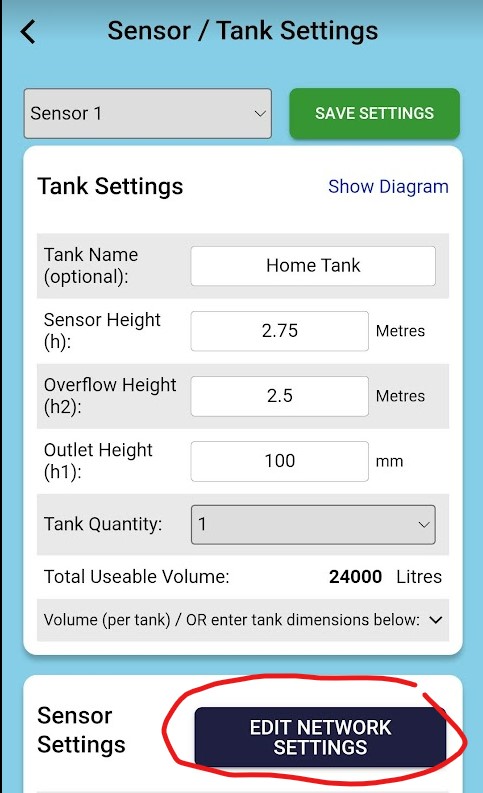 Sensor / Tank Settings
Sensor 1
SAVE SETTINGS
Tank Settings
Show Diagram
Tank Name
(optional):
Home Tank
Sensor Height
(h):
2.75
Metres
Overflow Height
(h2):
2.5
Metres
Outlet Height
(h1):
100
mm
Tank Quantity:
1
Total Useable Volume:
24000 Litres
Volume (per tank) / OR enter tank dimensions below:
Sensor
Settings
EDIT NETWORK
SETTINGS